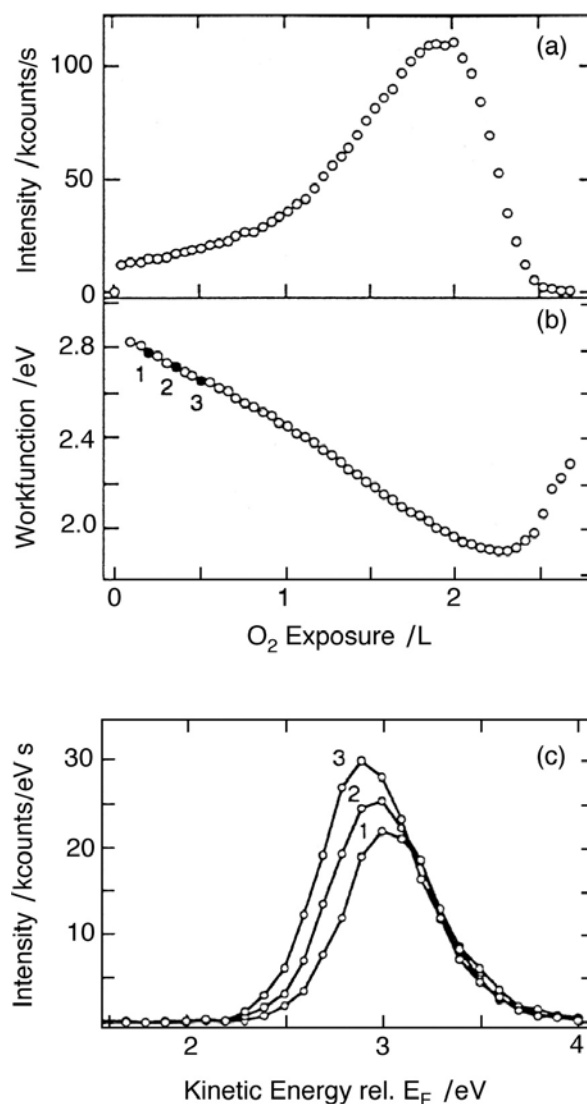 (a)
Intensity /kcounts/s
100
50
0
(b)
Workfunction /eV
2.8
2.4
2.0
1
2
3
0
1
2
O₂ Exposure /L
(c)
Intensity /kcounts/eV s
30
20
10
3
2
1
2
3
4
Kinetic Energy rel. E_F /eV